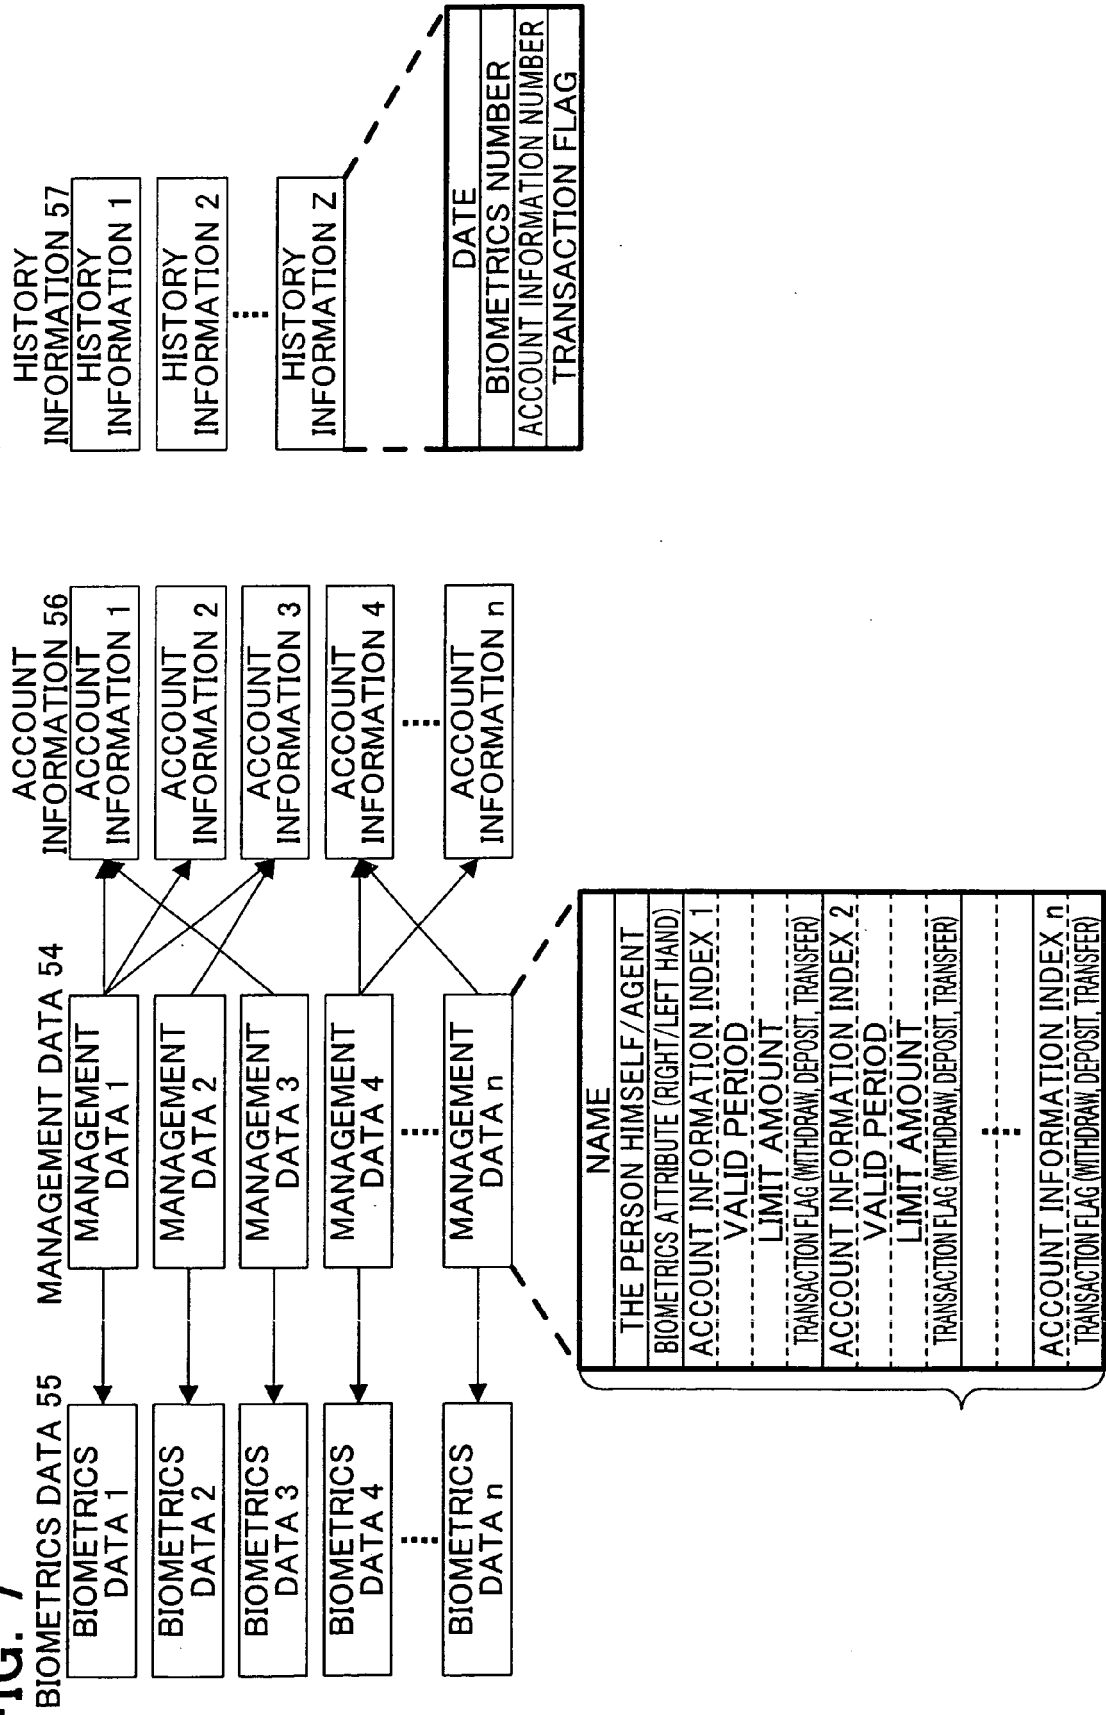 FIG. 7
BIOMETRICS DATA 55
BIOMETRICS
DATA 1
BIOMETRICS
DATA 2
BIOMETRICS
DATA 3
BIOMETRICS
DATA 4
BIOMETRICS
DATA n
MANAGEMENT DATA 54
MANAGEMENT
DATA 1
MANAGEMENT
DATA 2
MANAGEMENT
DATA 3
MANAGEMENT
DATA 4
MANAGEMENT
DATA n
ACCOUNT
INFORMATION 56
ACCOUNT
INFORMATION 1
ACCOUNT
INFORMATION 2
ACCOUNT
INFORMATION 3
ACCOUNT
INFORMATION 4
ACCOUNT
INFORMATION n
HISTORY
INFORMATION 57
HISTORY
INFORMATION 1
HISTORY
INFORMATION 2
HISTORY
INFORMATION Z
NAME
THE PERSON HIMSELF/AGENT
BIOMETRICS ATTRIBUTE (RIGHT/LEFT HAND)
ACCOUNT INFORMATION INDEX 1
VALID PERIOD
LIMIT AMOUNT
TRANSACTION FLAG (WITHDRAW, DEPOSIT, TRANSFER)
ACCOUNT INFORMATION INDEX 2
VALID PERIOD
LIMIT AMOUNT
TRANSACTION FLAG (WITHDRAW, DEPOSIT, TRANSFER)
ACCOUNT INFORMATION INDEX n
TRANSACTION FLAG (WITHDRAW, DEPOSIT, TRANSFER)
DATE
BIOMETRICS NUMBER
ACCOUNT INFORMATION NUMBER
TRANSACTION FLAG